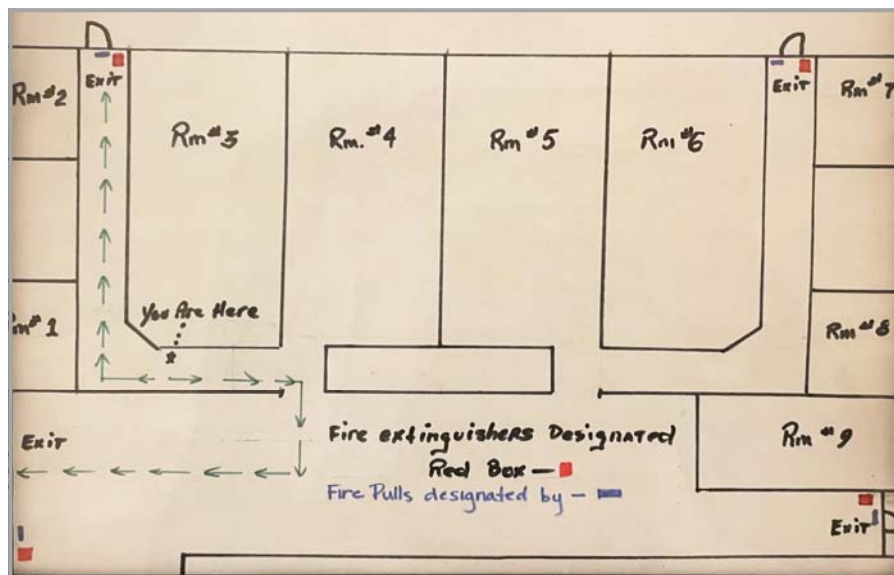 Exit
Exit
Rm#2
Rm#3
Rm.#4
Rm#5
Rm#6
Rm#7
You Are Here
m#1
Rm#8
Exit
Fire extinguishers Designated
Red Box —
Rm#9
Fire Pulls designated by —
Exit